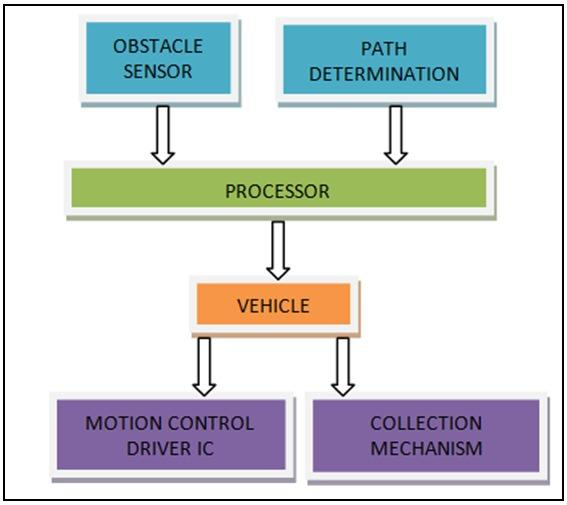 OBSTACLE
SENSOR
PATH
DETERMINATION
PROCESSOR
VEHICLE
MOTION CONTROL
DRIVER IC
COLLECTION
MECHANISM